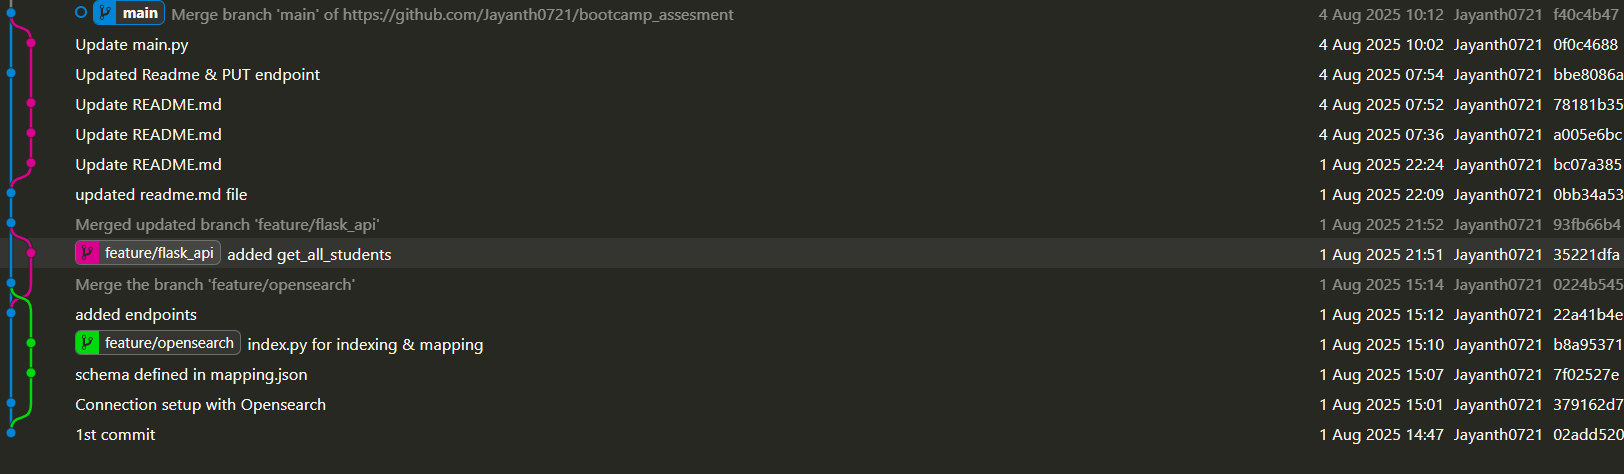 main Merge branch 'main' of https://github.com/Jayanth0721/bootcamp_assesment 4 Aug 2025 10:12 Jayanth0721 f40c4b47
Update main.py 4 Aug 2025 10:02 Jayanth0721 0f0c4688
Updated Readme & PUT endpoint 4 Aug 2025 07:54 Jayanth0721 bbe8086a
Update README.md 4 Aug 2025 07:52 Jayanth0721 78181b35
Update README.md 4 Aug 2025 07:36 Jayanth0721 a005e6bc
Update README.md 1 Aug 2025 22:24 Jayanth0721 bc07a385
updated readme.md file 1 Aug 2025 22:09 Jayanth0721 0bb34a53
Merged updated branch 'feature/flask_api' 1 Aug 2025 21:52 Jayanth0721 93fb66b4
feature/flask_api added get_all_students 1 Aug 2025 21:51 Jayanth0721 35221dfa
Merge the branch 'feature/opensearch' 1 Aug 2025 15:14 Jayanth0721 0224b545
added endpoints 1 Aug 2025 15:12 Jayanth0721 22a41b4e
feature/opensearch index.py for indexing & mapping 1 Aug 2025 15:10 Jayanth0721 b8a95371
schema defined in mapping.json 1 Aug 2025 15:07 Jayanth0721 7f02527e
Connection setup with Opensearch 1 Aug 2025 15:01 Jayanth0721 379162d7
1st commit 1 Aug 2025 14:47 Jayanth0721 02add520